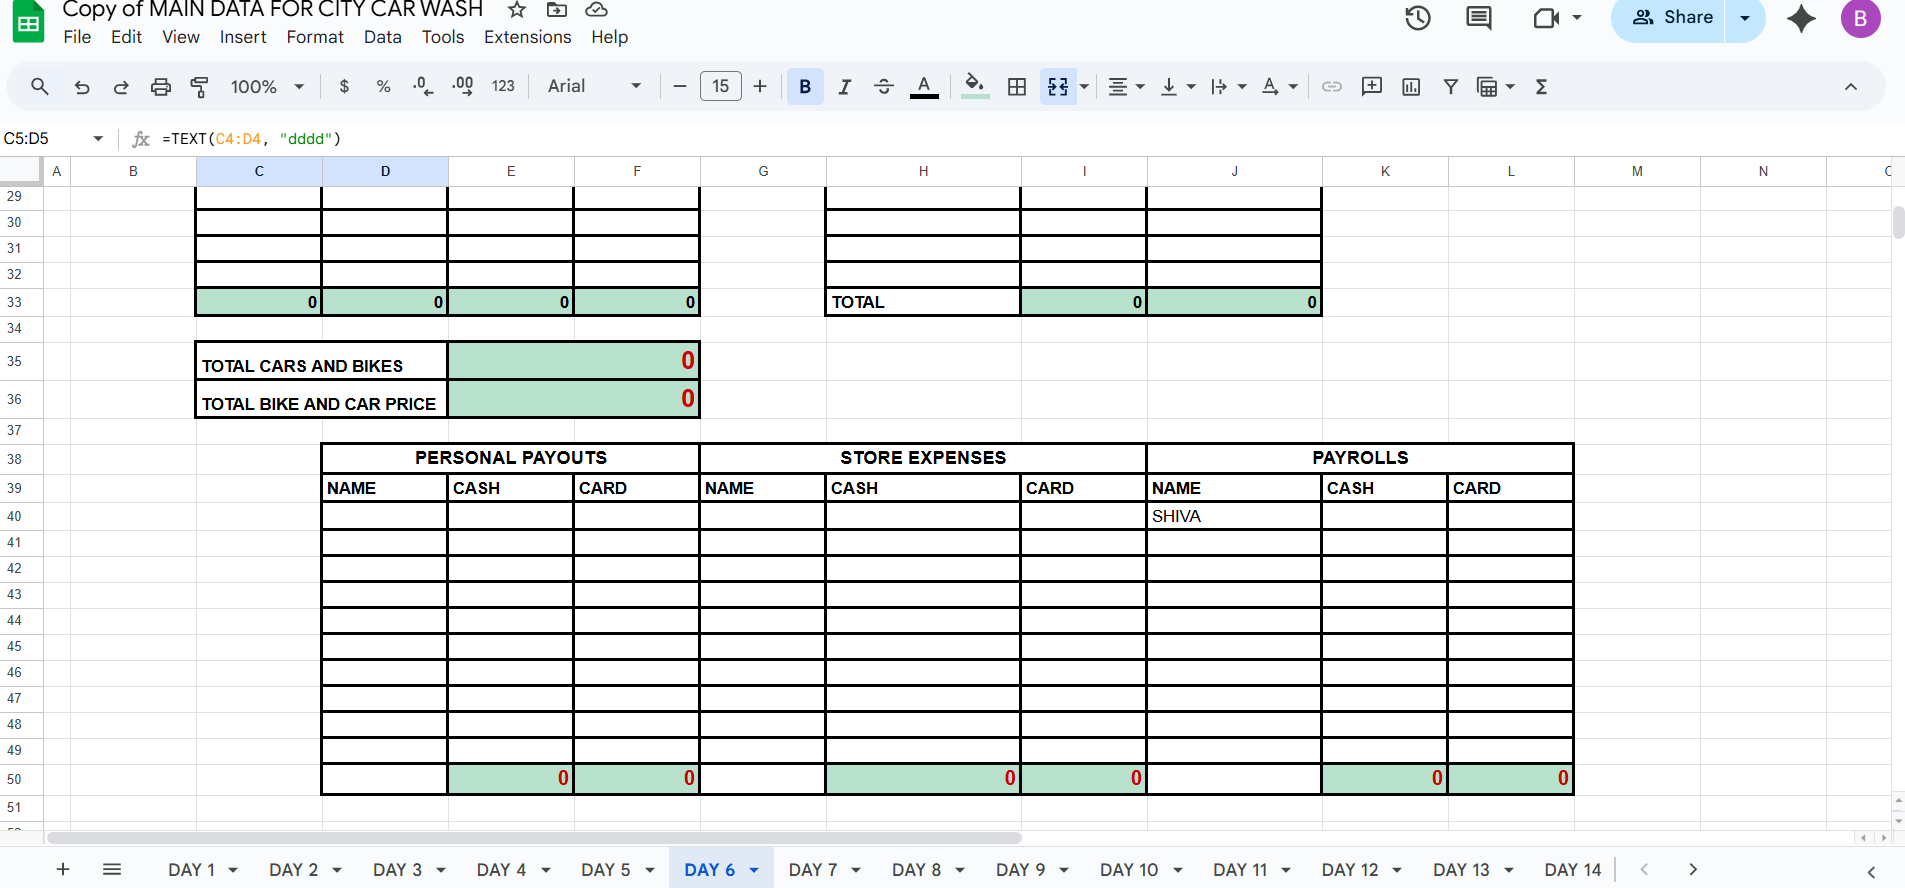 Copy of MAIN DATA FOR CITY CAR WASH
Share
B
File Edit View Insert Format Data Tools Extensions Help
100% $ % .0 .00 123 Arial 15 B I A A Σ
C5:D5 fx =TEXT(C4:D4, "dddd")
A B C D E F G H I J K L M N
29
30
31
32
33 0 0 0 0 TOTAL 0 0
34
35 TOTAL CARS AND BIKES 0
36 TOTAL BIKE AND CAR PRICE 0
37
38 PERSONAL PAYOUTS STORE EXPENSES PAYROLLS
39 NAME CASH CARD NAME CASH CARD NAME CASH CARD
40 SHIVA
41
42
43
44
45
46
47
48
49
50 0 0 0 0 0 0
51
DAY 1 DAY 2 DAY 3 DAY 4 DAY 5 DAY 6 DAY 7 DAY 8 DAY 9 DAY 10 DAY 11 DAY 12 DAY 13 DAY 14